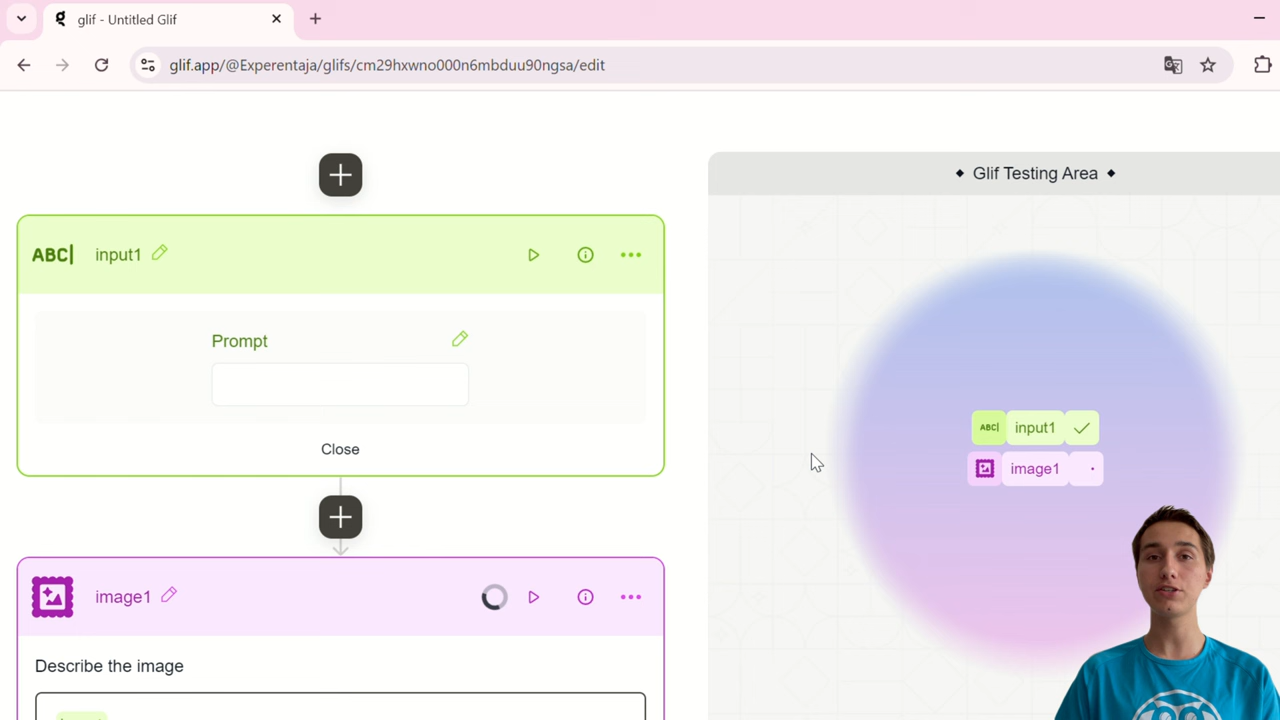 glif - Untitled Glif
glif.app/@Experentaja/glifs/cm29hxwno000n6mbduu90ngsa/edit
ABC input1
Prompt
Close
image1
Describe the image
Glif Testing Area
ABC input1
image1